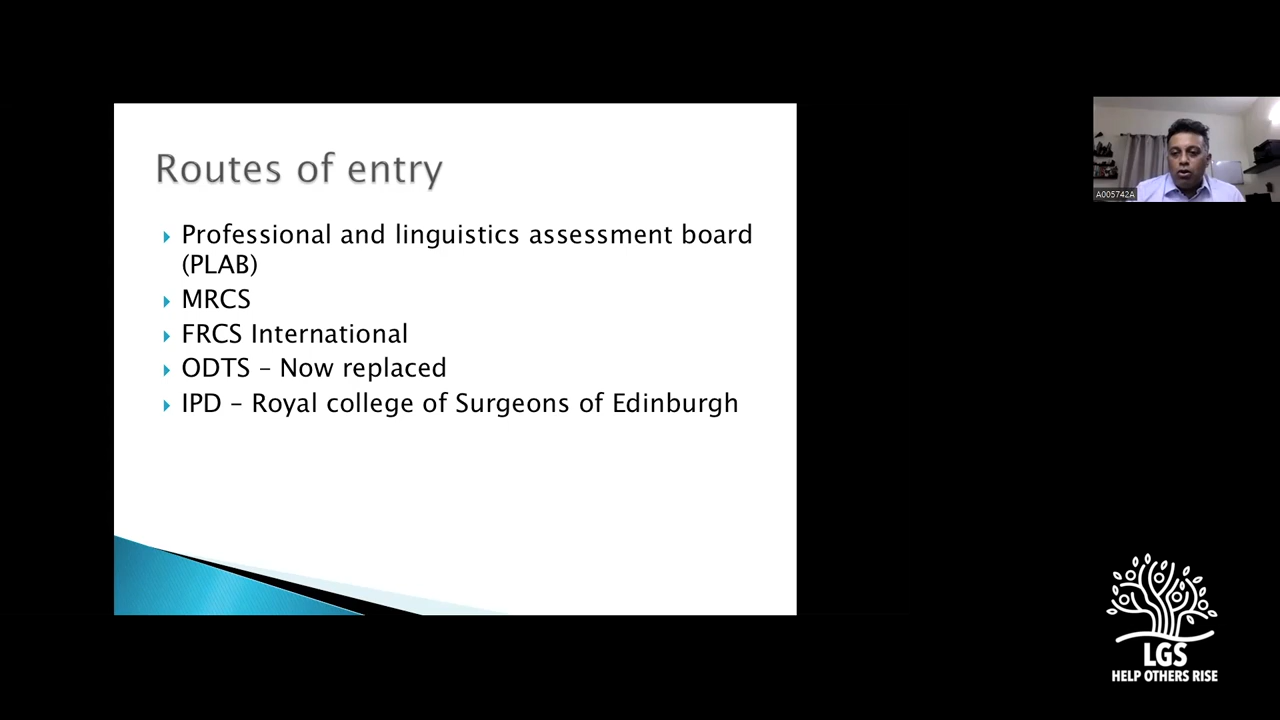 Routes of entry
Professional and linguistics assessment board
(PLAB)
MRCS
FRCS International
ODTS – Now replaced
IPD – Royal college of Surgeons of Edinburgh
A005742A
LGS
HELP OTHERS RISE